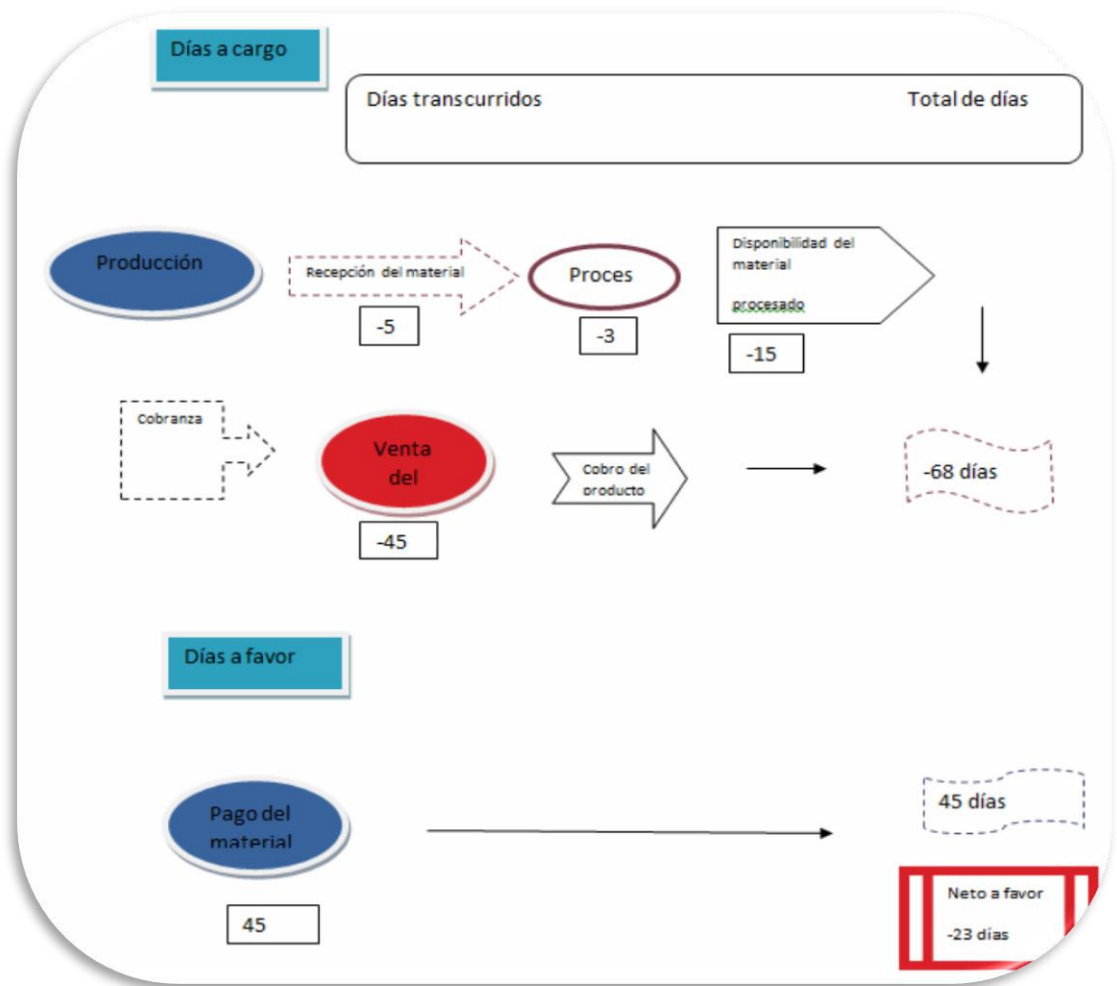 Días a cargo
Días transcurridos Total de días
Producción
Recepción del material
-5
Proces
-3
Disponibilidad del
material
procesado
-15
Cobranza
Venta
del
-45
Cobro del
producto
-68 días
Días a favor
Pago del
material
45
45 días
Neto a favor
-23 días